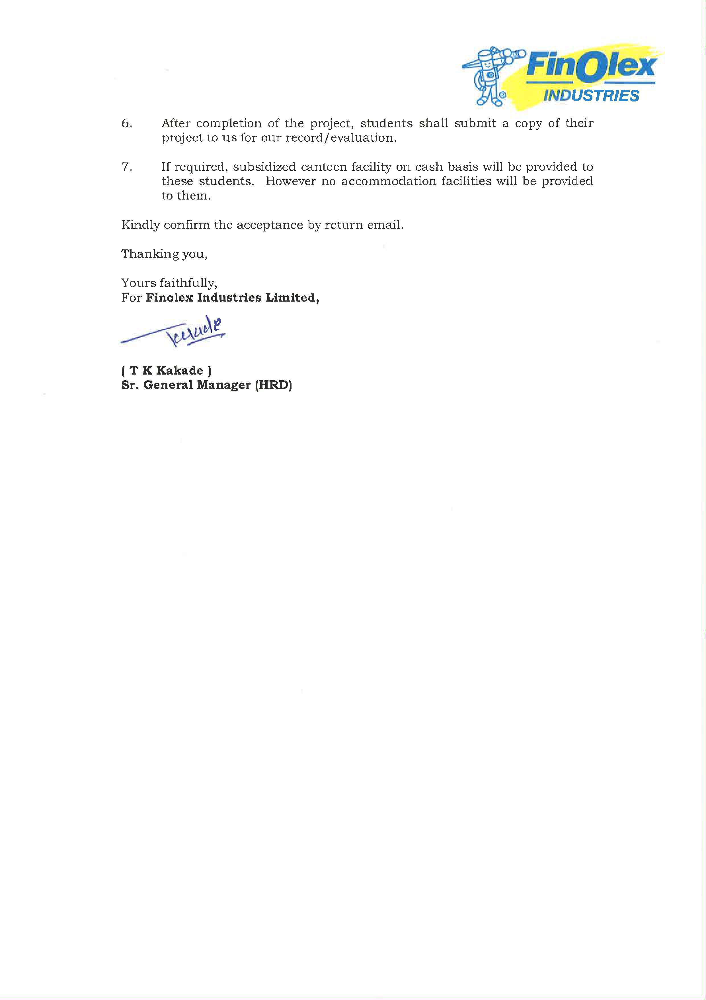 FinOlex
INDUSTRIES
®
6. After completion of the project, students shall submit a copy of their
project to us for our record/evaluation.
7. If required, subsidized canteen facility on cash basis will be provided to
these students. However no accommodation facilities will be provided
to them.
Kindly confirm the acceptance by return email.
Thanking you,
Yours faithfully,
For Finolex Industries Limited,
( T K Kakade )
Sr. General Manager (HRD)